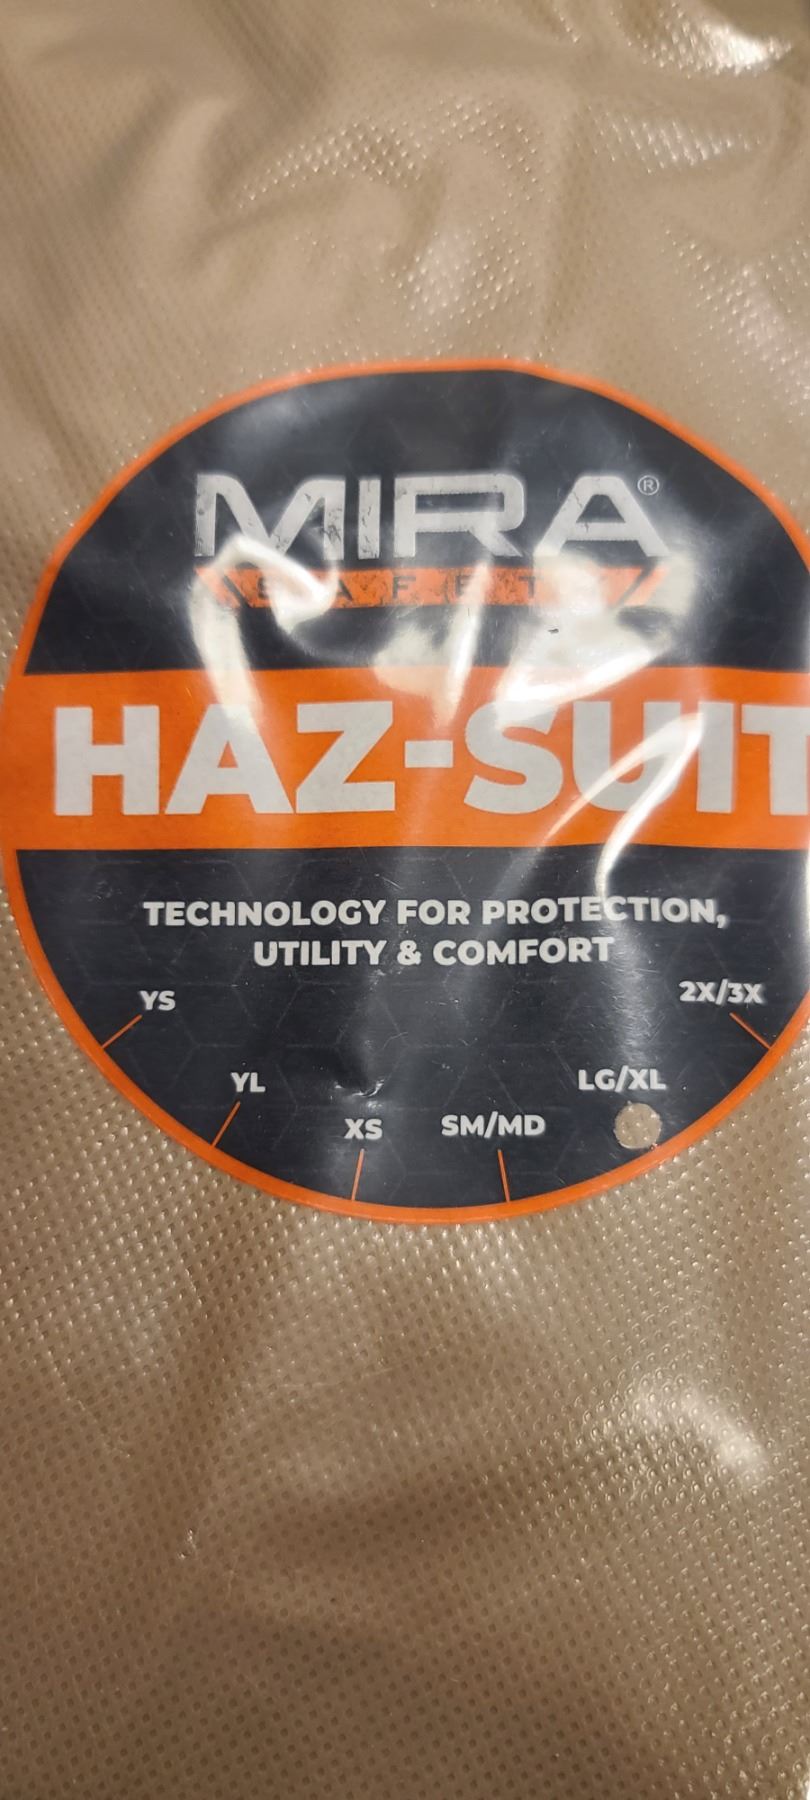 MIRA®
SAFETY
HAZ-SUIT
TECHNOLOGY FOR PROTECTION,
UTILITY & COMFORT
YS
YL
XS
SM/MD
LG/XL
2X/3X